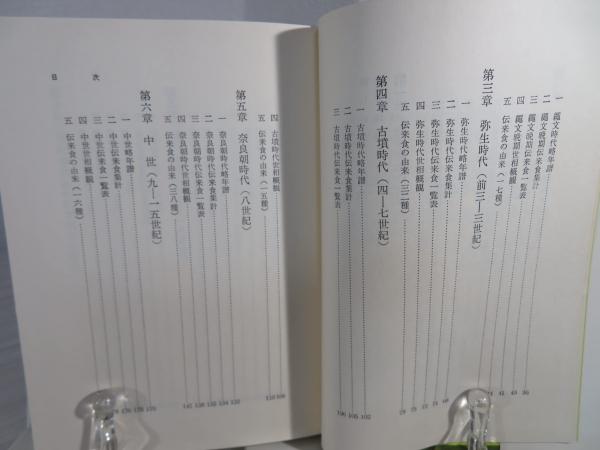 一 縄文時代略年譜
二 縄文晩期伝来食集計
三 縄文晩期伝来食一覧表
四 縄文晩期世相概観
五 伝来食の由来（一七種）
第三章 弥生時代（前三―三世紀）
一 弥生時代略年譜
二 弥生時代伝来食集計
三 弥生時代伝来食一覧表
四 弥生時代世相概観
五 伝来食の由来（三二種）
第四章 古墳時代（四―七世紀）
一 古墳時代略年譜 102
二 古墳時代伝来食集計 105
三 古墳時代伝来食一覧表 106
四 古墳時代世相概観 108
五 伝来食の由来（一五種） 110
第五章 奈良朝時代（八世紀）
一 奈良朝時代略年譜
二 奈良朝時代伝来食集計
三 奈良朝時代伝来食一覧表
四 奈良朝時代世相概観
五 伝来食の由来（三八種）
第六章 中世（九―一五世紀）
一 中世略年譜
二 中世伝来食集計
三 中世伝来食一覧表
四 中世世相概観
五 伝来食の由来（一六種）
目次